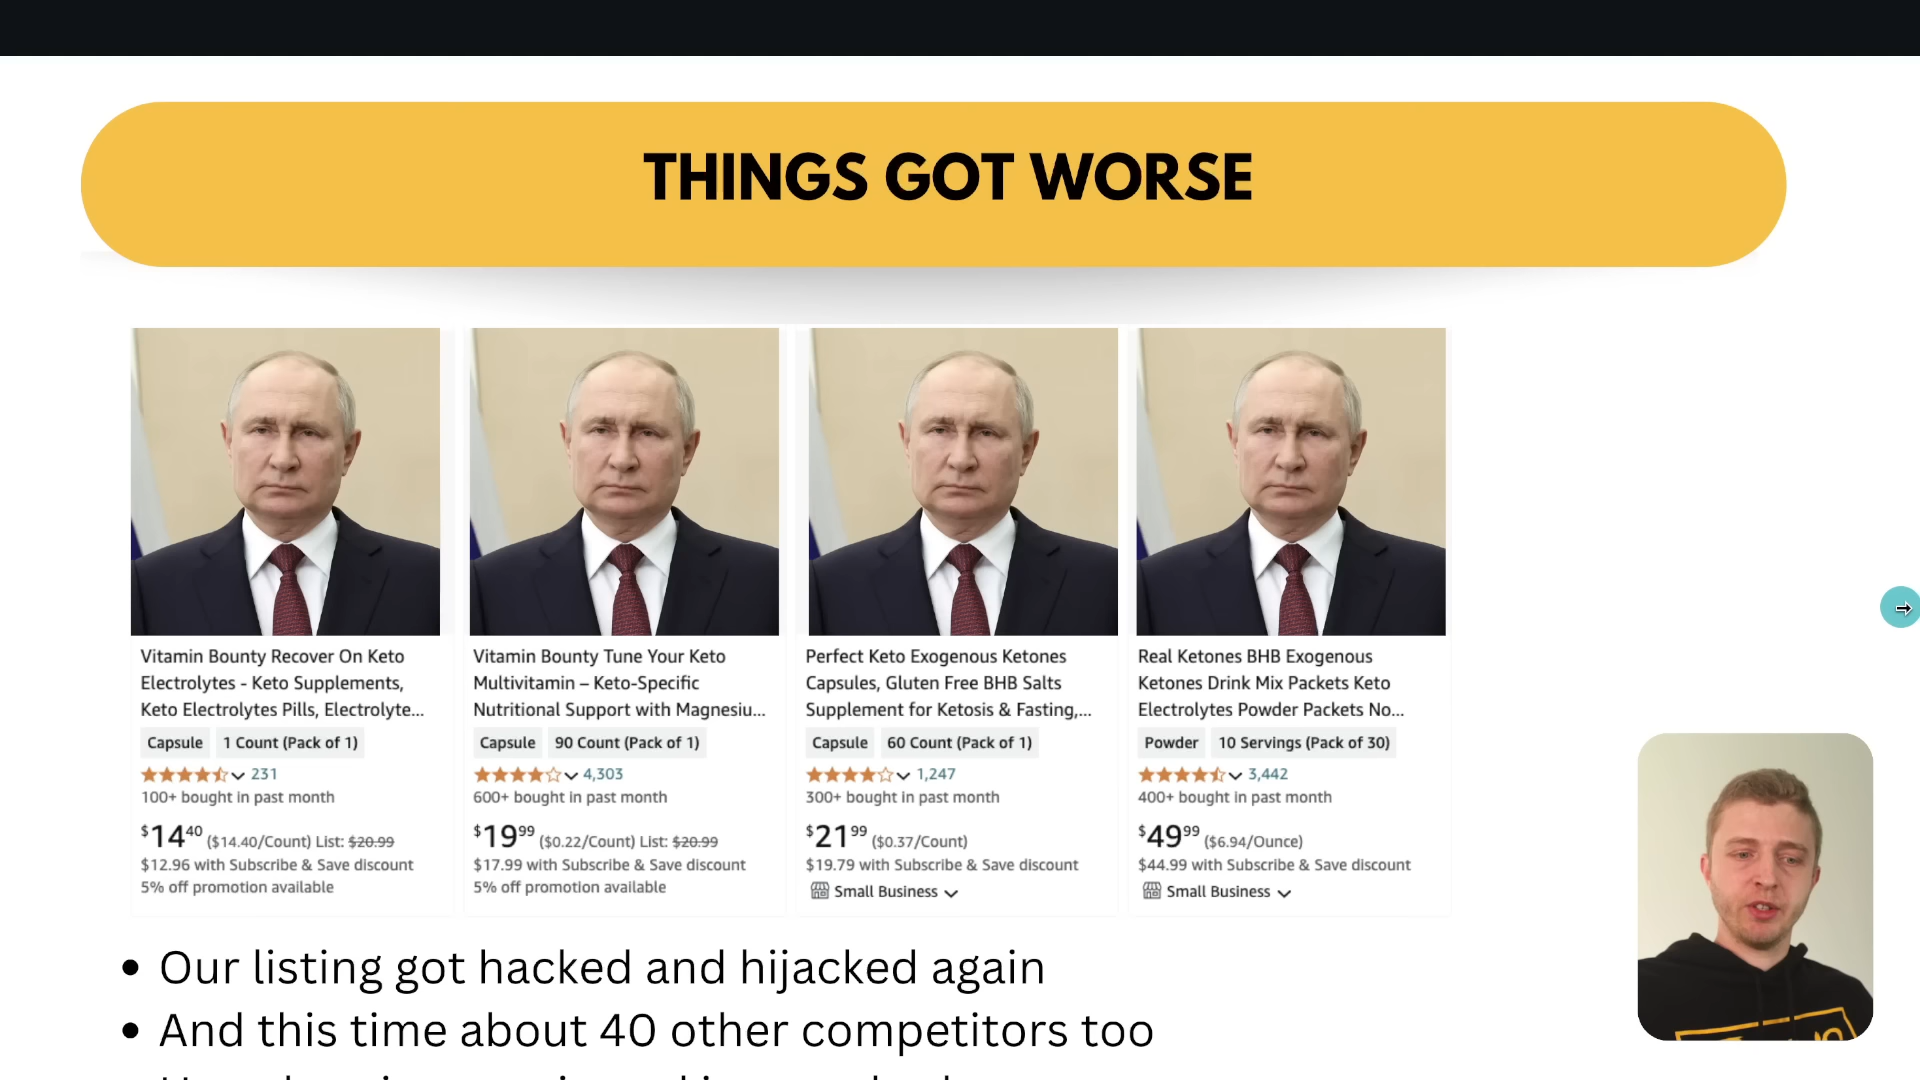 THINGS GOT WORSE
Vitamin Bounty Recover On Keto
Electrolytes - Keto Supplements,
Keto Electrolytes Pills, Electrolyte...
Capsule 1 Count (Pack of 1)
231
100+ bought in past month
$14.40 ($14.40/Count) List: $20.99
$12.96 with Subscribe & Save discount
5% off promotion available
Vitamin Bounty Tune Your Keto
Multivitamin – Keto-Specific
Nutritional Support with Magnesiu...
Capsule 90 Count (Pack of 1)
4,303
600+ bought in past month
$19.99 ($0.22/Count) List: $20.99
$17.99 with Subscribe & Save discount
5% off promotion available
Perfect Keto Exogenous Ketones
Capsules, Gluten Free BHB Salts
Supplement for Ketosis & Fasting,...
Capsule 60 Count (Pack of 1)
1,247
300+ bought in past month
$21.99 ($0.37/Count)
$19.79 with Subscribe & Save discount
Small Business
Real Ketones BHB Exogenous
Ketones Drink Mix Packets Keto
Electrolytes Powder Packets No...
Powder 10 Servings (Pack of 30)
3,442
400+ bought in past month
$49.99 ($6.94/Ounce)
$44.99 with Subscribe & Save discount
Small Business
• Our listing got hacked and hijacked again
• And this time about 40 other competitors too